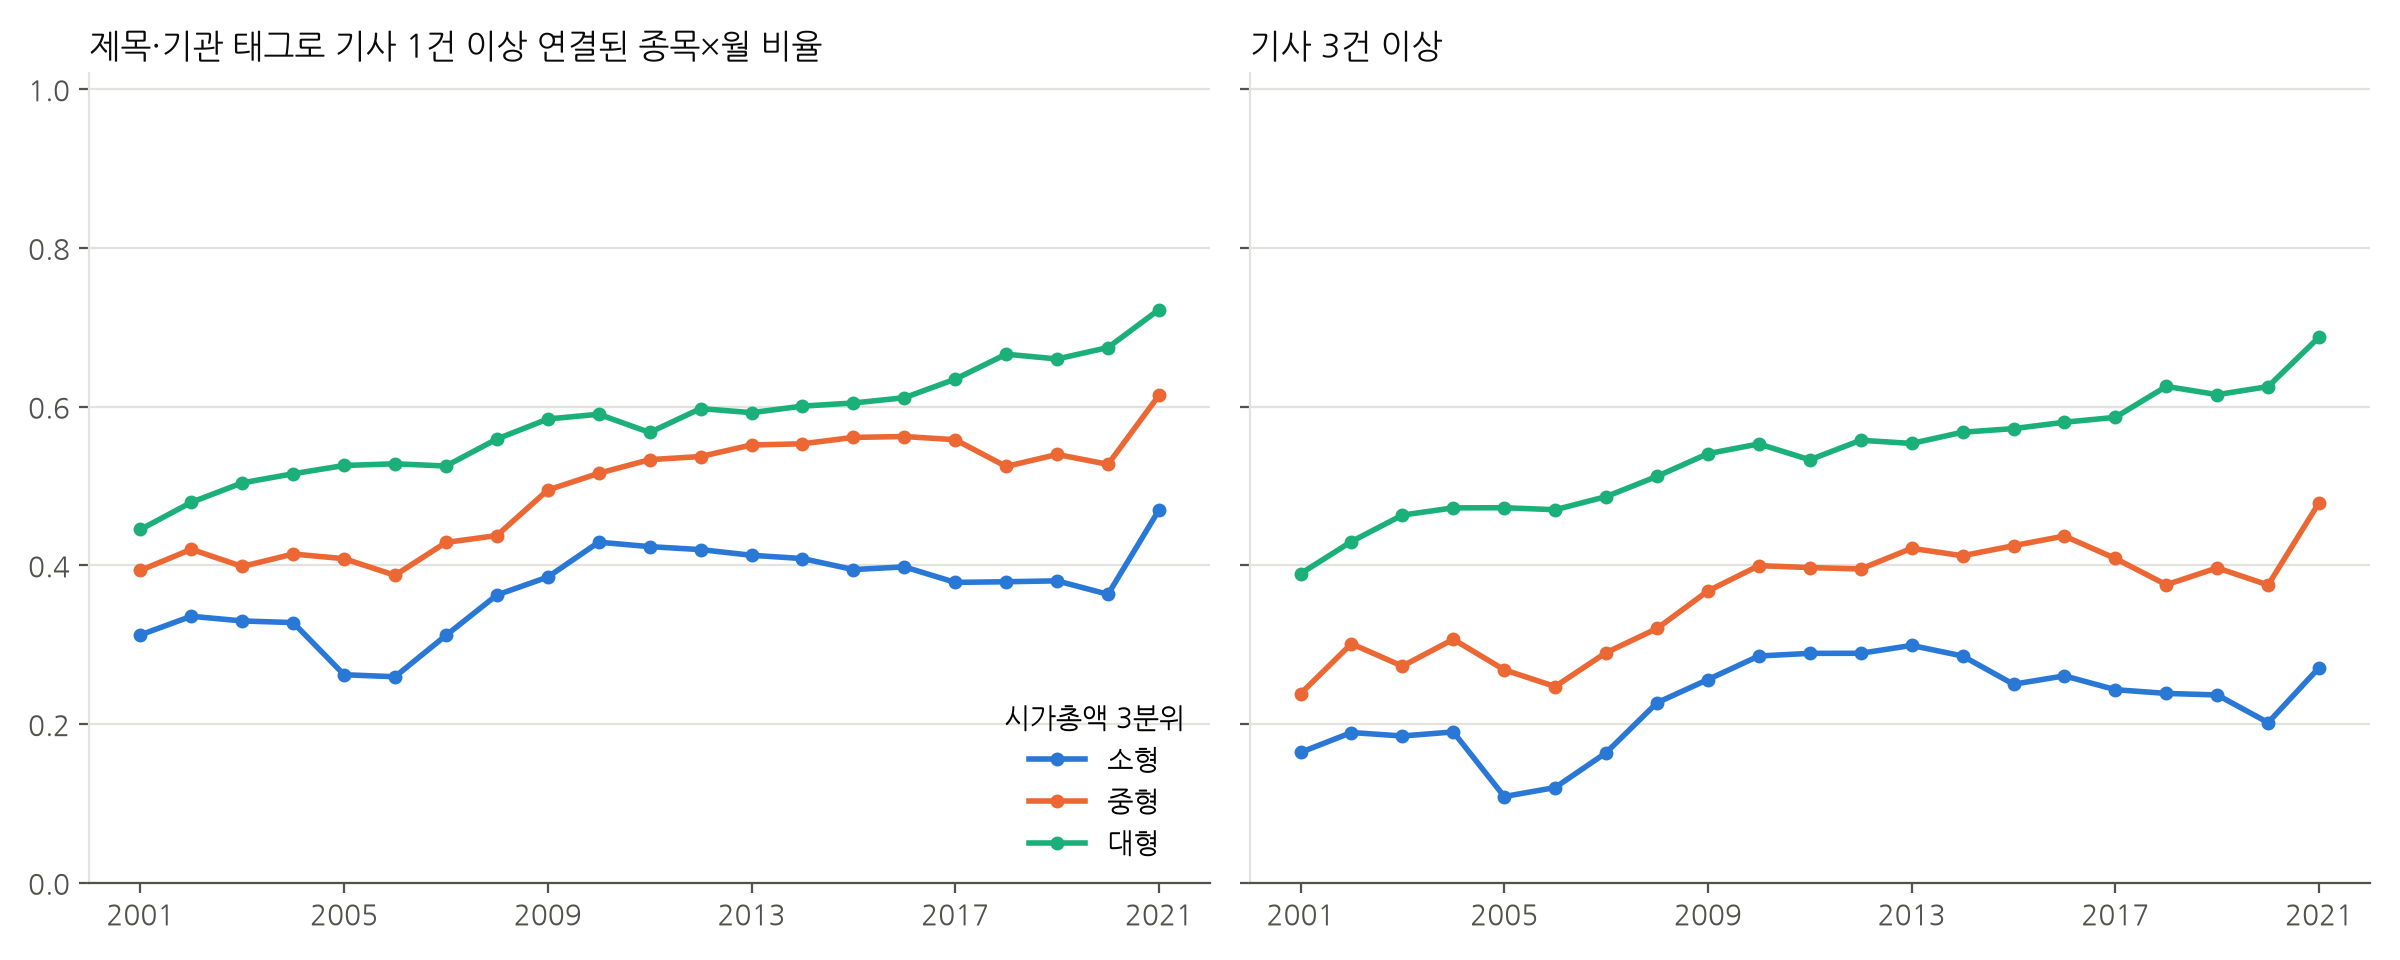 제목·기관 태그로 기사 1건 이상 연결된 종목×월 비율
1.0
0.8
0.6
0.4
0.2
0.0
시가총액 3분위
소형
중형
대형
2001 2005 2009 2013 2017 2021
기사 3건 이상
2001 2005 2009 2013 2017 2021